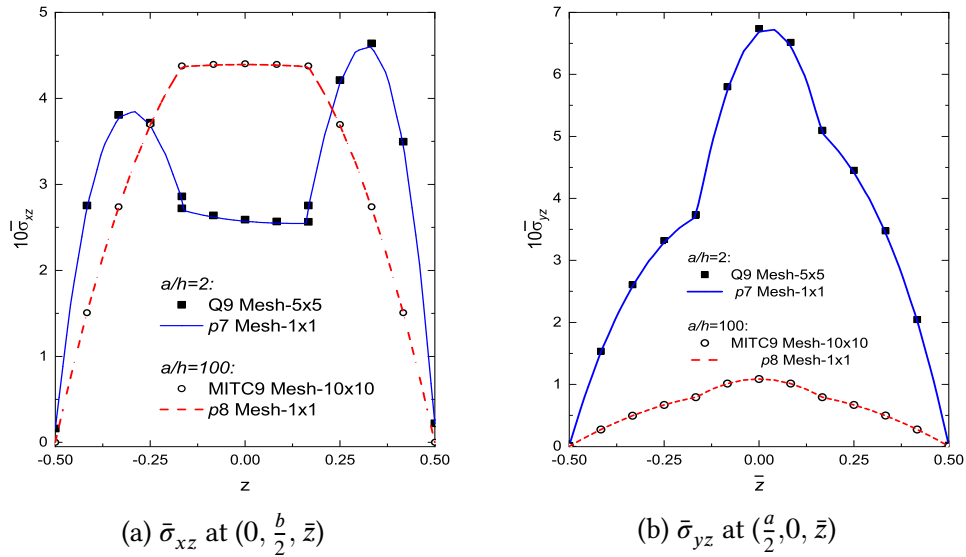 5
4
3
2
1
0
-0.50
-0.25
0.00
0.25
0.50
10σ̄xz
z
a/h=2:
Q9 Mesh-5x5
p7 Mesh-1x1
a/h=100:
MITC9 Mesh-10x10
p8 Mesh-1x1
(a) σ̄xz at (0, b/2, z̄)
7
6
5
4
3
2
1
0
-0.50
-0.25
0.00
0.25
0.50
10σ̄yz
z̄
a/h=2:
Q9 Mesh-5x5
p7 Mesh-1x1
a/h=100:
MITC9 Mesh-10x10
p8 Mesh-1x1
(b) σ̄yz at (a/2,0, z̄)